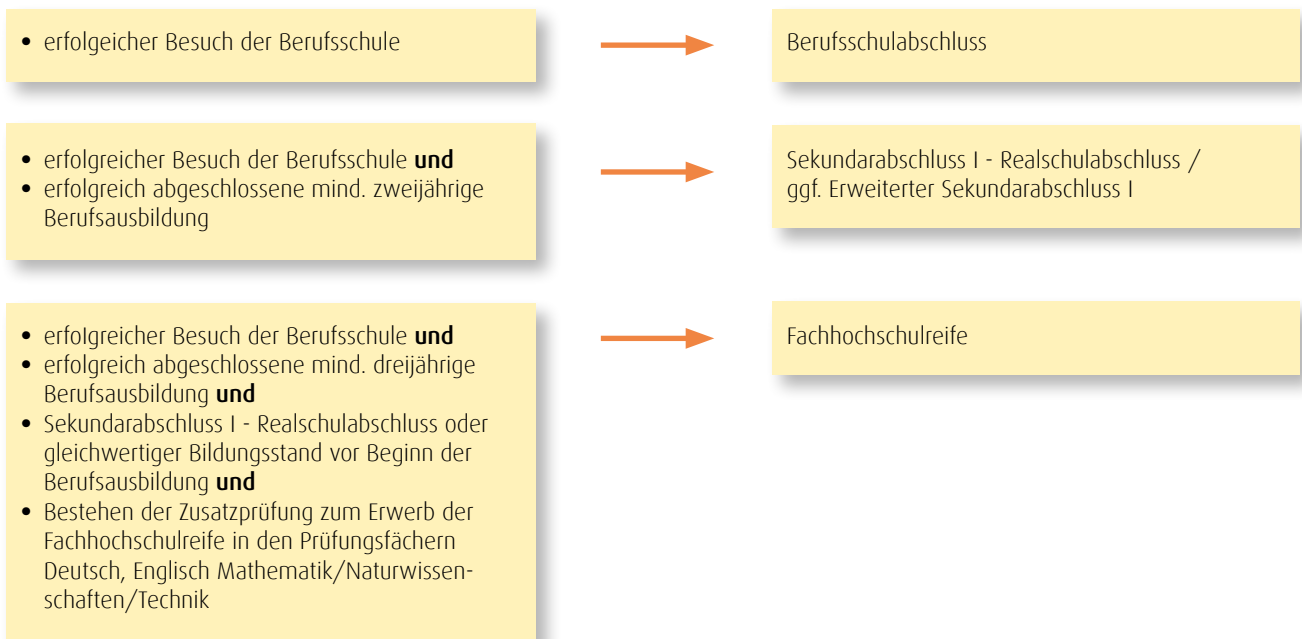 • erfolgeicher Besuch der Berufsschule
Berufsschulabschluss
• erfolgreicher Besuch der Berufsschule und
• erfolgreich abgeschlossene mind. zweijährige
Berufsausbildung
Sekundarabschluss I - Realschulabschluss /
ggf. Erweiterter Sekundarabschluss I
• erfolgreicher Besuch der Berufsschule und
• erfolgreich abgeschlossene mind. dreijährige
Berufsausbildung und
• Sekundarabschluss I - Realschulabschluss oder
gleichwertiger Bildungsstand vor Beginn der
Berufsausbildung und
• Bestehen der Zusatzprüfung zum Erwerb der
Fachhochschulreife in den Prüfungsfächern
Deutsch, Englisch Mathematik/Naturwissen-
schaften/Technik
Fachhochschulreife